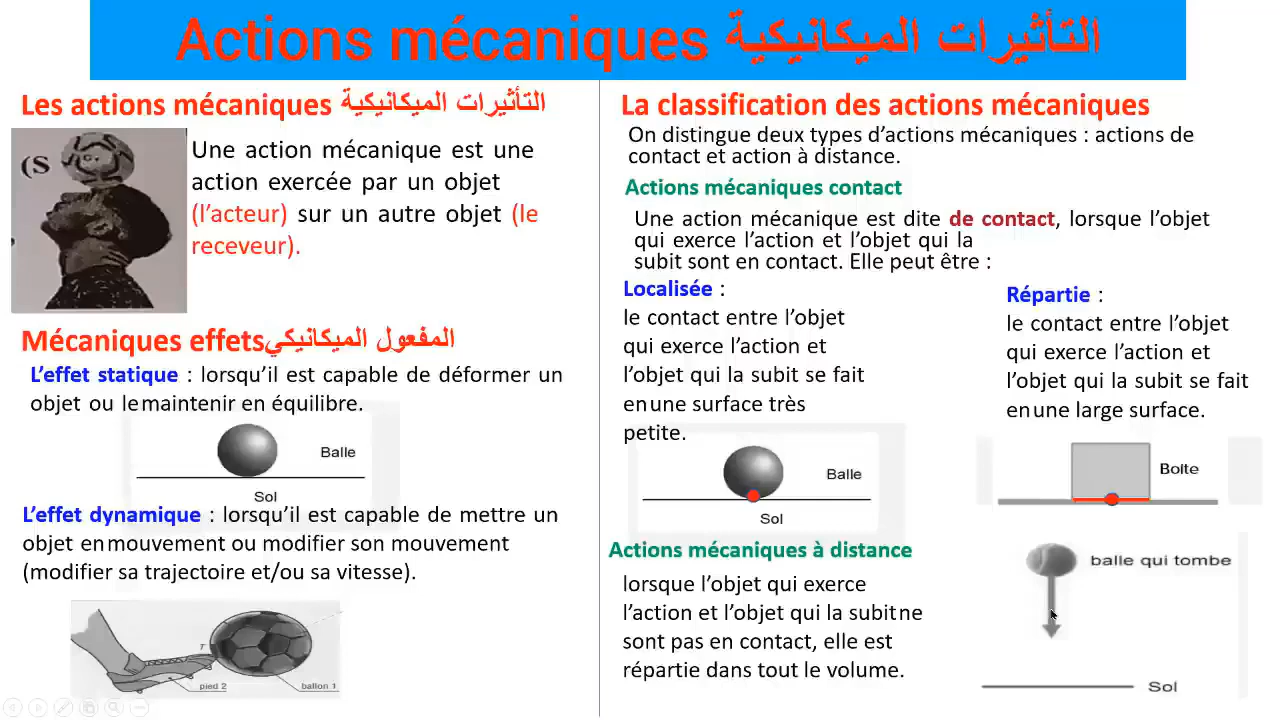 Actions mécaniques التأثيرات الميكانيكية
Les actions mécaniques التأثيرات الميكانيكية
(S
Une action mécanique est une
action exercée par un objet
(l’acteur) sur un autre objet (le
receveur).
Mécaniques effets المفعول الميكانيكي
L’effet statique : lorsqu’il est capable de déformer un
objet ou le maintenir en équilibre.
Balle
Sol
L’effet dynamique : lorsqu’il est capable de mettre un
objet en mouvement ou modifier son mouvement
(modifier sa trajectoire et/ou sa vitesse).
T
pied 2
ballon 1
La classification des actions mécaniques
On distingue deux types d’actions mécaniques : actions de
contact et action à distance.
Actions mécaniques contact
Une action mécanique est dite de contact, lorsque l’objet
qui exerce l’action et l’objet qui la
subit sont en contact. Elle peut être :
Localisée :
le contact entre l’objet
qui exerce l’action et
l’objet qui la subit se fait
en une surface très
petite.
Balle
Sol
Répartie :
le contact entre l’objet
qui exerce l’action et
l’objet qui la subit se fait
en une large surface.
Boîte
Actions mécaniques à distance
lorsque l’objet qui exerce
l’action et l’objet qui la subit ne
sont pas en contact, elle est
répartie dans tout le volume.
balle qui tombe
Sol